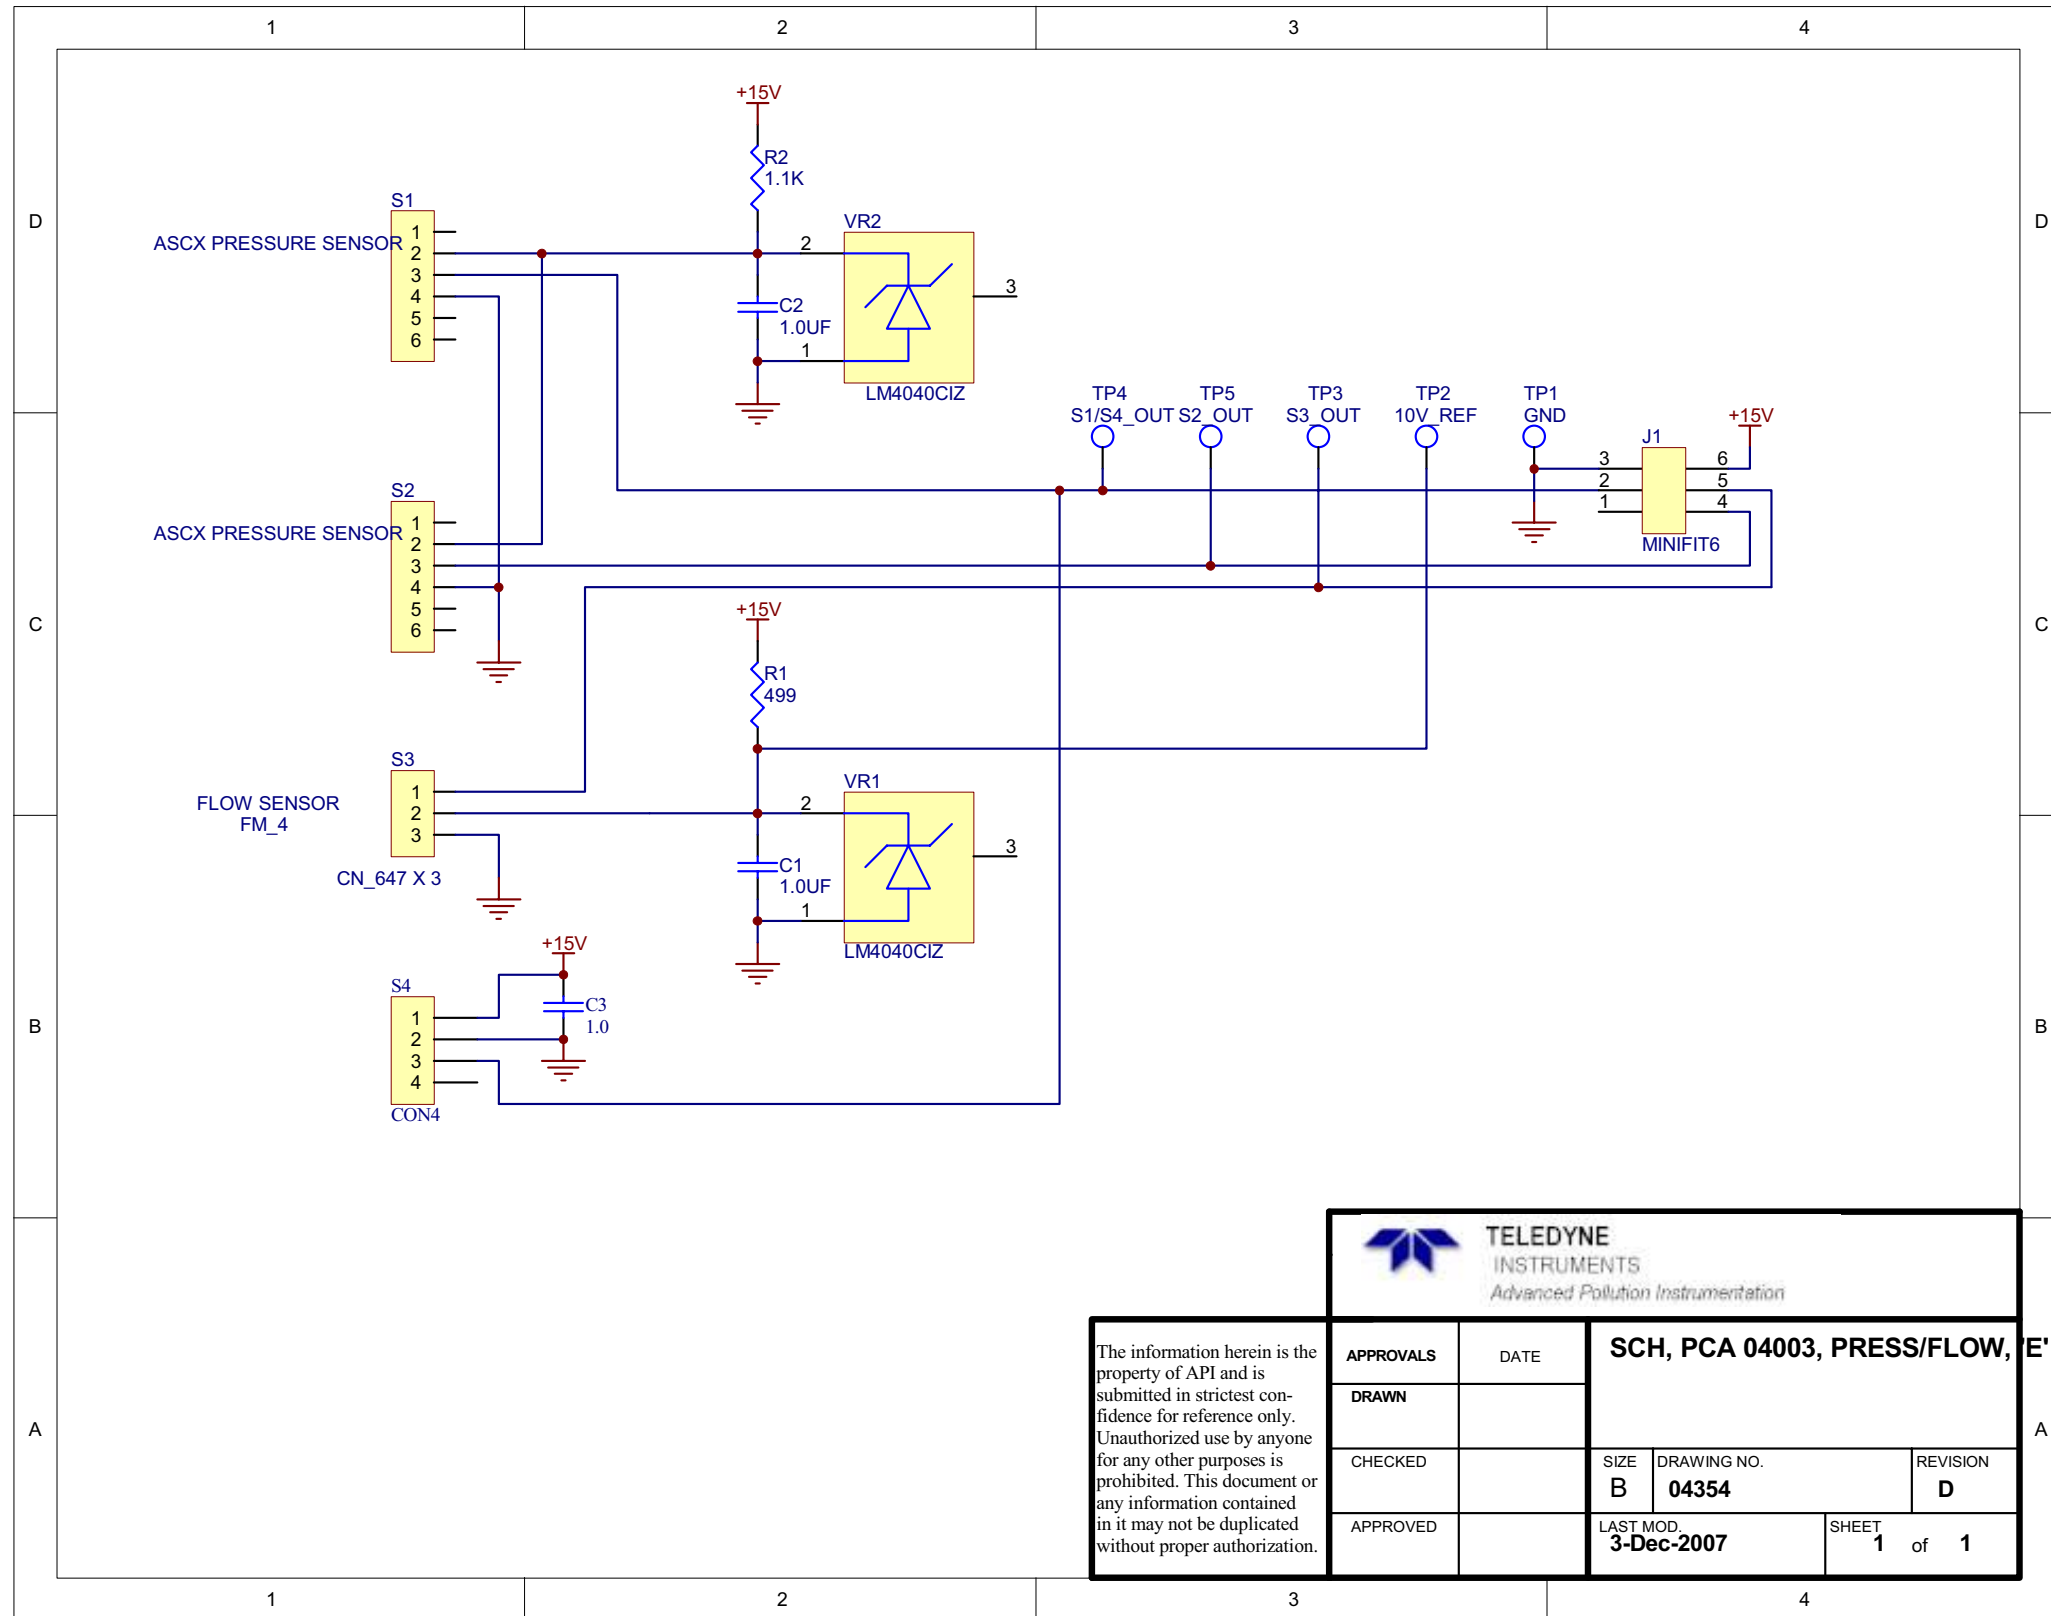 1 2 3 4
+15V
R2
1.1K
S1
VR2
D D
ASCX PRESSURE SENSOR
1
2
3
4
5
6
2
3
C2
1.0UF
1
LM4040CIZ
TP4 TP5 TP3 TP2 TP1
S1/S4_OUT S2_OUT S3_OUT 10V_REF GND
+15V
J1
3 6
2 5
1 4
MINIFIT6
S2
ASCX PRESSURE SENSOR
1
2
3
4
5
6
C C
+15V
R1
499
S3
VR1
FLOW SENSOR
FM_4
1
2
3
CN_647 X 3
2
3
C1
1.0UF
1
LM4040CIZ
+15V
S4
C3
1.0
1
2
3
4
CON4
B B
TELEDYNE
INSTRUMENTS
Advanced Pollution Instrumentation
The information herein is the
property of API and is
submitted in strictest con-
fidence for reference only.
Unauthorized use by anyone
for any other purposes is
prohibited. This document or
any information contained
in it may not be duplicated
without proper authorization.
APPROVALS DATE
DRAWN
CHECKED
APPROVED
SCH, PCA 04003, PRESS/FLOW, 'E'
SIZE DRAWING NO. REVISION
B 04354 D
LAST MOD. SHEET
3-Dec-2007 1 of 1
A A
1 2 3 4